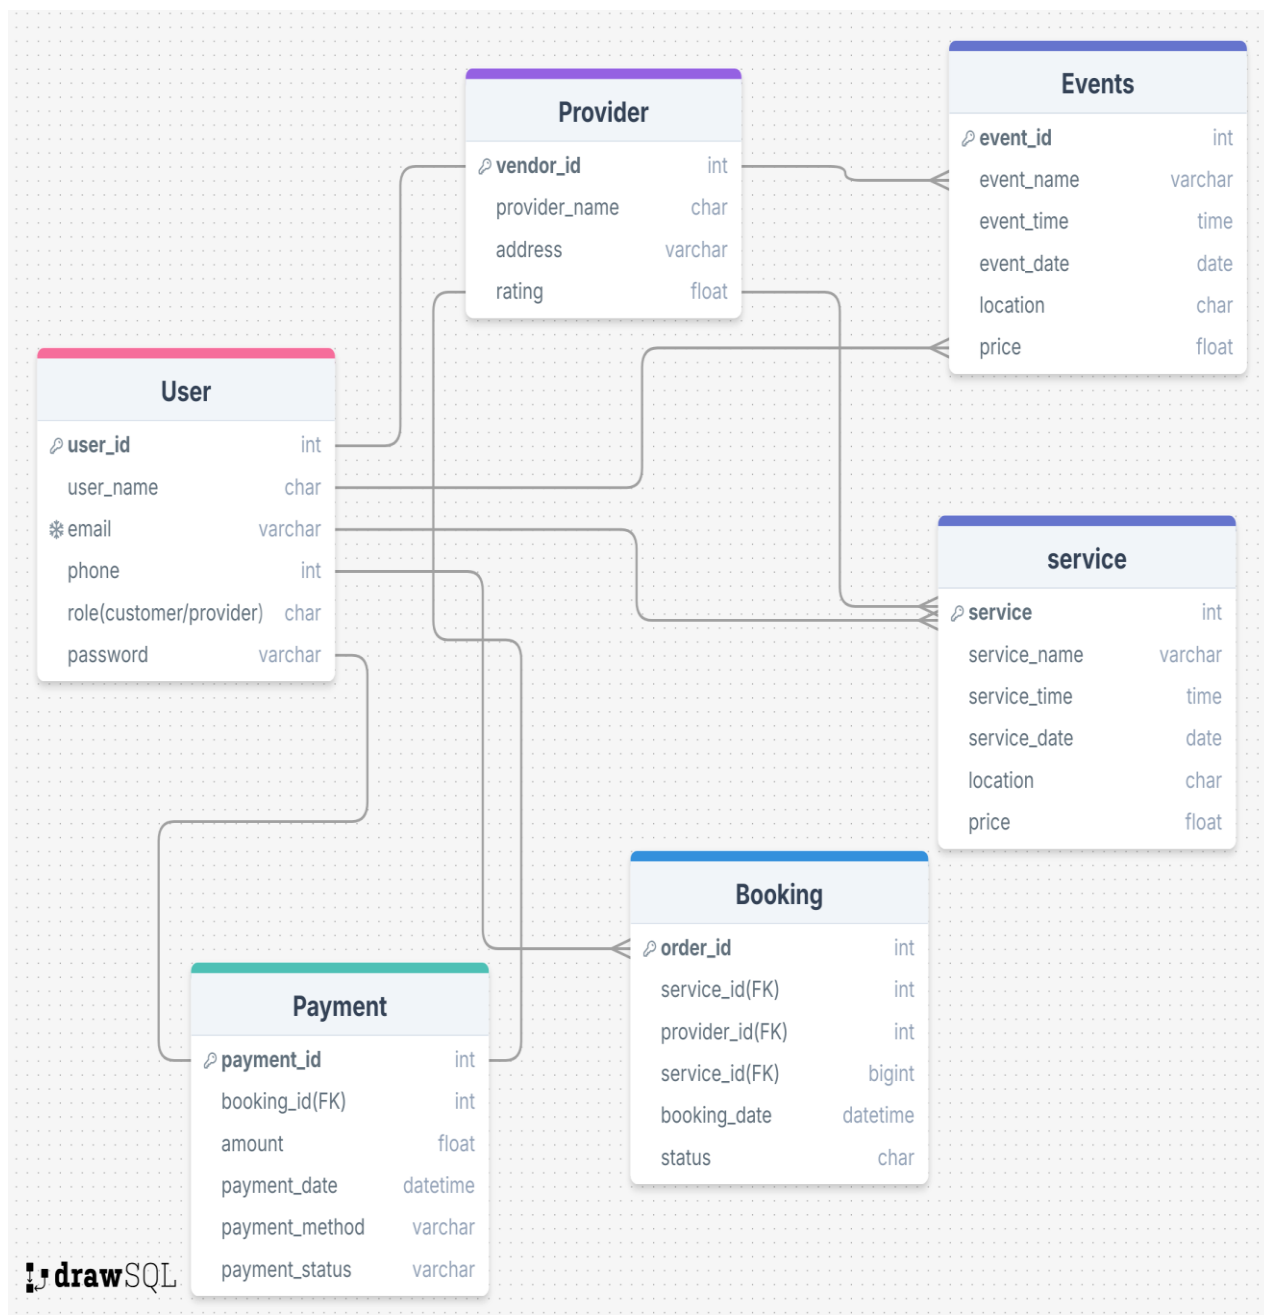 Provider
vendor_id int
provider_name char
address varchar
rating float
Events
event_id int
event_name varchar
event_time time
event_date date
location char
price float
User
user_id int
user_name char
email varchar
phone int
role(customer/provider) char
password varchar
service
service int
service_name varchar
service_time time
service_date date
location char
price float
Booking
order_id int
service_id(FK) int
provider_id(FK) int
service_id(FK) bigint
booking_date datetime
status char
Payment
payment_id int
booking_id(FK) int
amount float
payment_date datetime
payment_method varchar
payment_status varchar
drawSQL